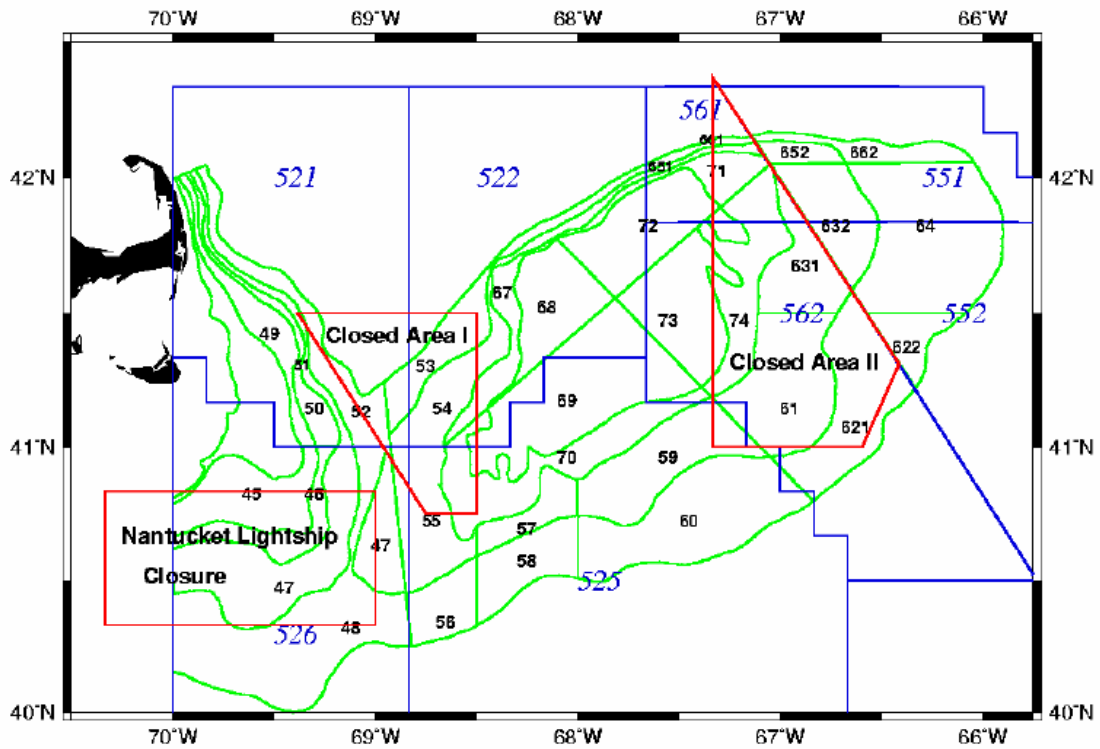 70°W 69°W 68°W 67°W 66°W
561
661
652 662
42°N 42°N
521 522 651 71 551
72 632 64
631
67 68
49 Closed Area I 73 74 562 552
51 53 622
Closed Area II
50 52 54 69 61
621
41°N 41°N
70 59
45 46
55 57 60
Nantucket Lightship
47
58
Closure
47 525
526 48 56
40°N 40°N
70°W 69°W 68°W 67°W 66°W